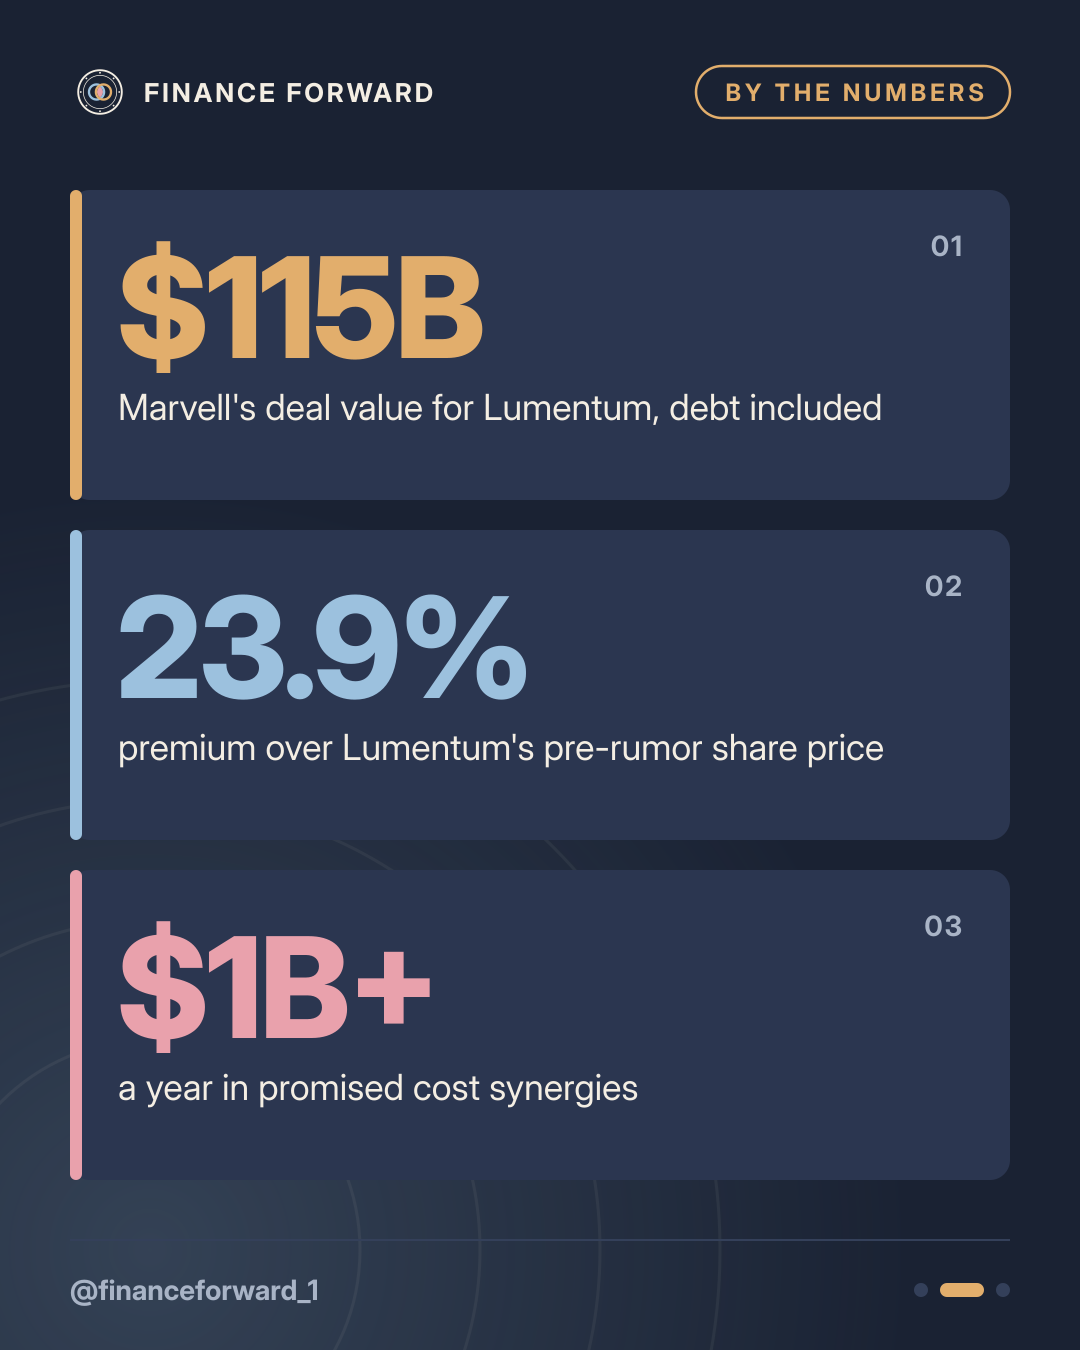 FINANCE FORWARD
BY THE NUMBERS
01
$115B
Marvell's deal value for Lumentum, debt included
02
23.9%
premium over Lumentum's pre-rumor share price
03
$1B+
a year in promised cost synergies
@financeforward_1